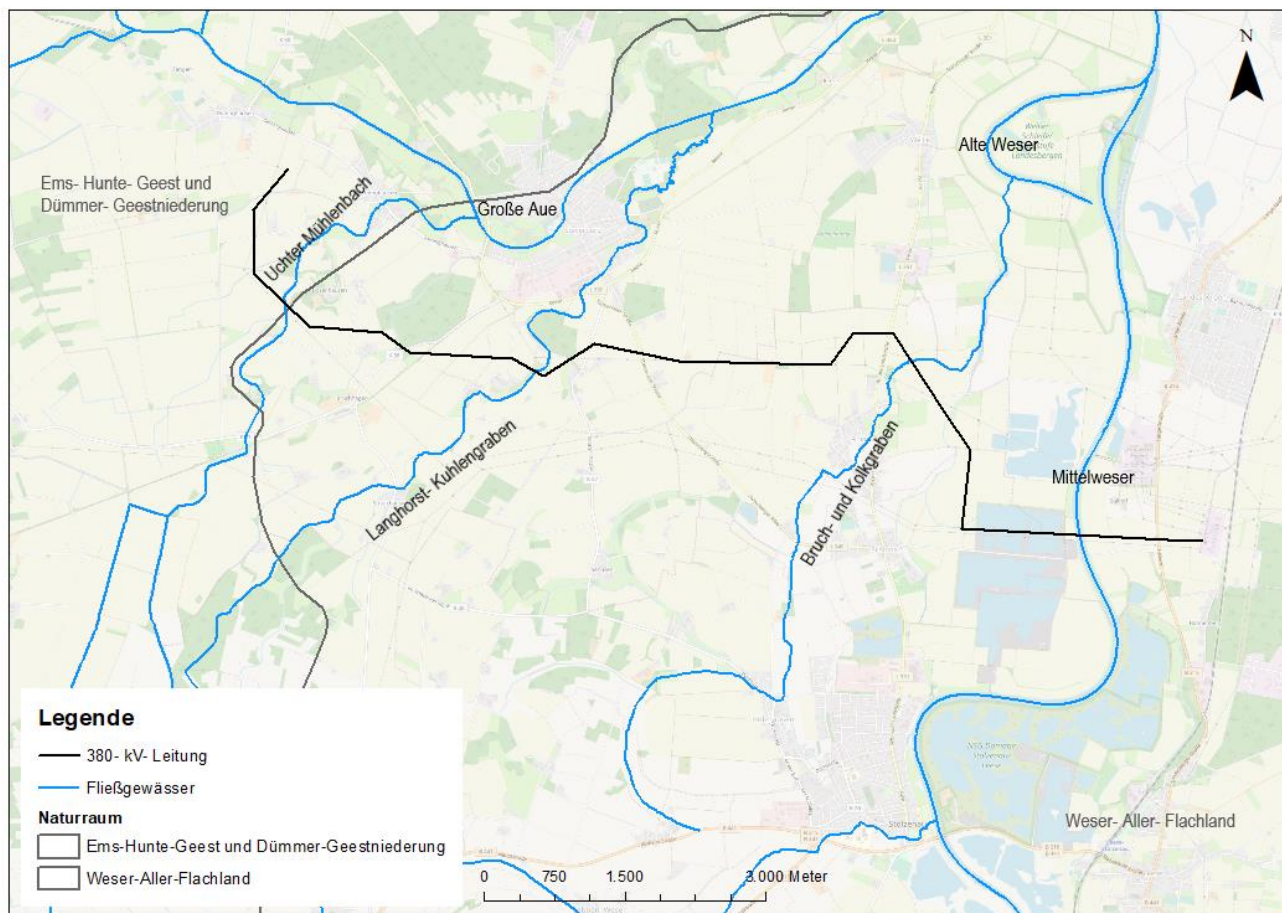 N
Alte Weser
Ems- Hunte- Geest und
Dümmer- Geestniederung
Uchter Mühlenbach
Große Aue
Langhorst- Kuhlengraben
Bruch- und Kolkgraben
Mittelweser
Weser- Aller- Flachland
Legende
380- kV- Leitung
Fließgewässer
Naturraum
Ems-Hunte-Geest und Dümmer-Geestniederung
Weser-Aller-Flachland
0 750 1.500 3.000 Meter